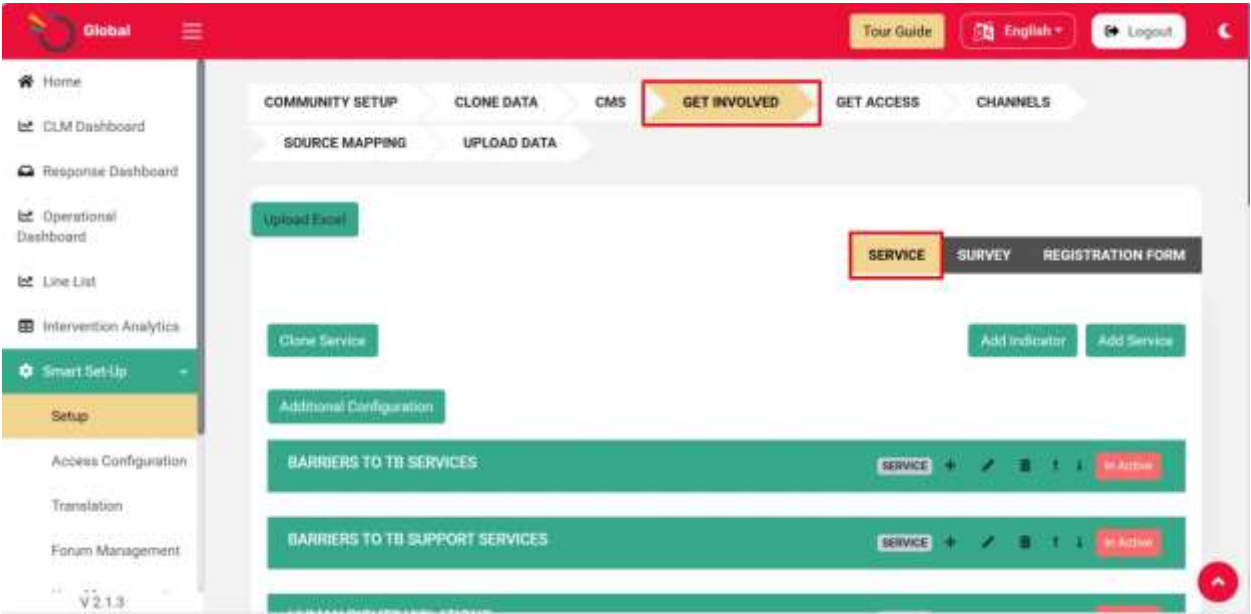 Global
Tour Guide
English
Logout
Home
CLM Dashboard
Response Dashboard
Operational
Dashboard
Line List
Intervention Analytics
Smart Set-Up
Setup
Access Configuration
Translation
Forum Management
V 2.1.3
COMMUNITY SETUP CLONE DATA CMS GET INVOLVED GET ACCESS CHANNELS
SOURCE MAPPING UPLOAD DATA
Upload Excel
SERVICE SURVEY REGISTRATION FORM
Clone Service
Add Indicator Add Service
Additional Configuration
BARRIERS TO TB SERVICES SERVICE In Active
BARRIERS TO TB SUPPORT SERVICES SERVICE In Active